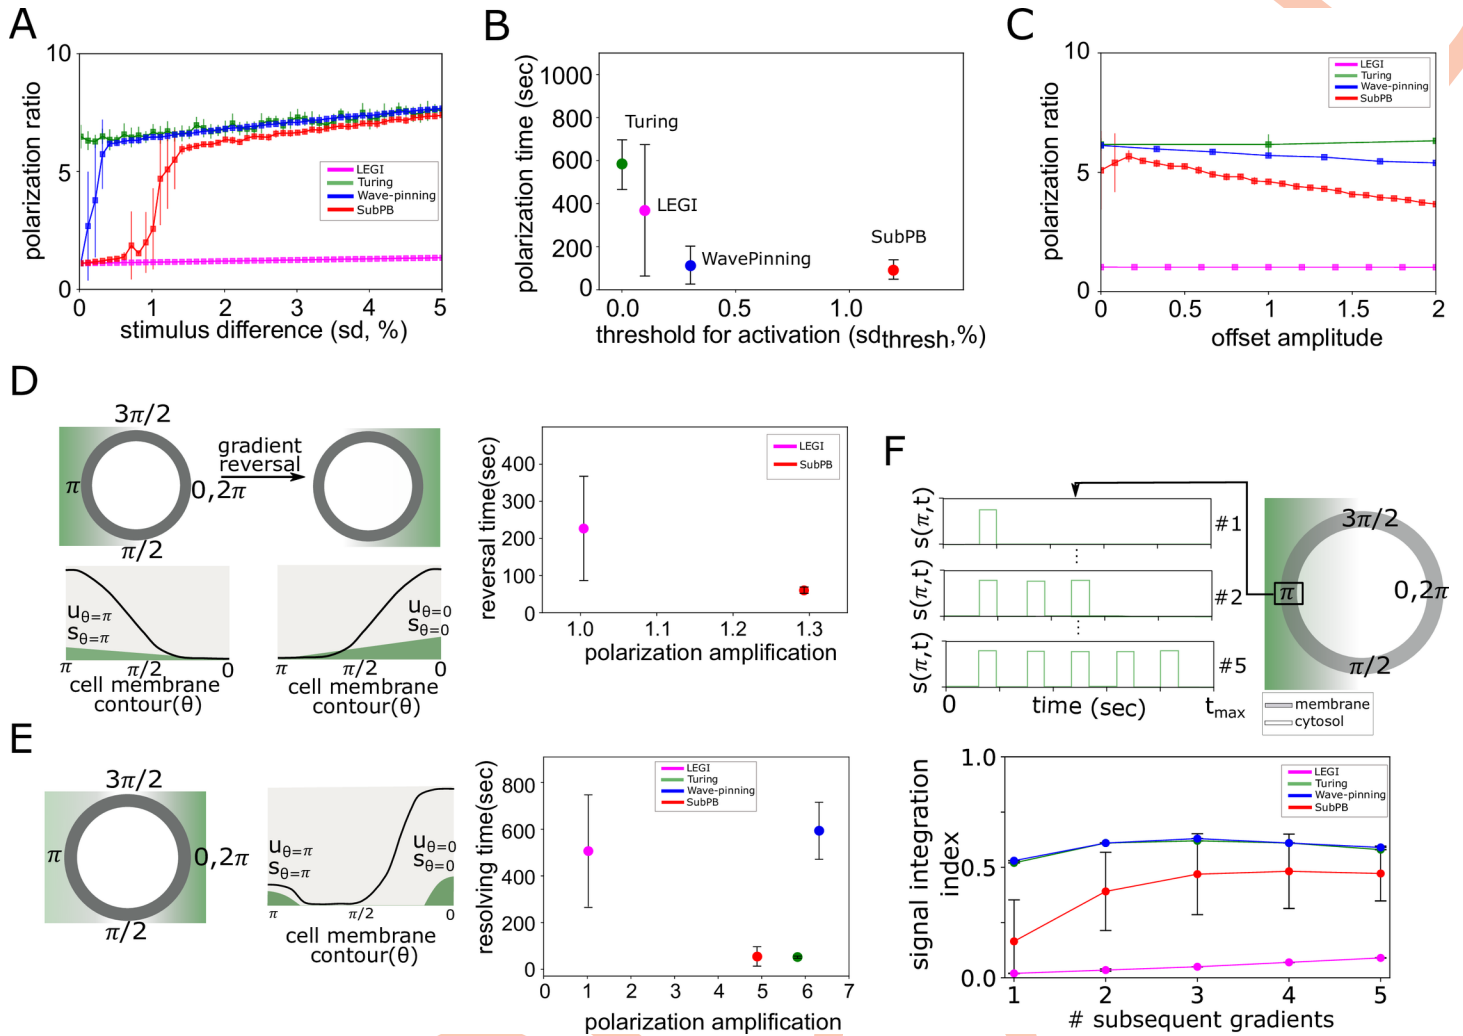 A
10
5
0
polarization ratio
LEGI
Turing
Wave-pinning
SubPB
0 1 2 3 4 5
stimulus difference (sd, %)
B
1000
800
600
400
200
0
polarization time (sec)
Turing
LEGI
WavePinning
SubPB
0.0 0.5 1.0
threshold for activation (sdthresh,%)
C
10
5
0
polarization ratio
LEGI
Turing
Wave-pinning
SubPB
0 0.5 1 1.5 2
offset amplitude
D
3π/2
π
0,2π
π/2
gradient
reversal
uθ=π
sθ=π
π π/2 0
cell membrane
contour(θ)
uθ=0
sθ=0
π π/2 0
cell membrane
contour(θ)
400
300
200
100
0
reversal time(sec)
LEGI
SubPB
1.0 1.1 1.2 1.3
polarization amplification
E
3π/2
π
0,2π
π/2
uθ=π
sθ=π
uθ=0
sθ=0
π π/2 0
cell membrane
contour(θ)
800
600
400
200
0
resolving time(sec)
LEGI
Turing
Wave-pinning
SubPB
0 1 2 3 4 5 6 7
polarization amplification
F
s(π,t)
#1
s(π,t)
#2
s(π,t)
#5
0 time (sec) tmax
3π/2
π
0,2π
π/2
membrane
cytosol
1.0
0.5
0.0
signal integration
index
LEGI
Turing
Wave-pinning
SubPB
1 2 3 4 5
# subsequent gradients